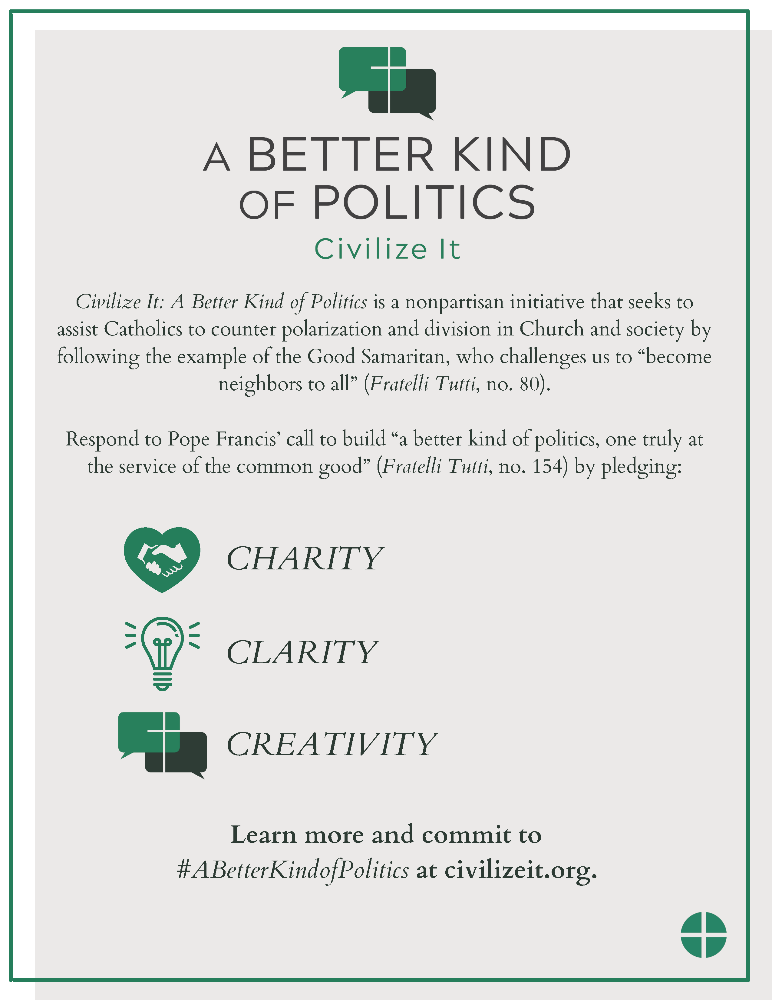 A BETTER KIND
OF POLITICS
Civilize It
Civilize It: A Better Kind of Politics is a nonpartisan initiative that seeks to
assist Catholics to counter polarization and division in Church and society by
following the example of the Good Samaritan, who challenges us to “become
neighbors to all” (Fratelli Tutti, no. 80).
Respond to Pope Francis’ call to build “a better kind of politics, one truly at
the service of the common good” (Fratelli Tutti, no. 154) by pledging:
CHARITY
CLARITY
CREATIVITY
Learn more and commit to
#ABetterKindofPolitics at civilizeit.org.